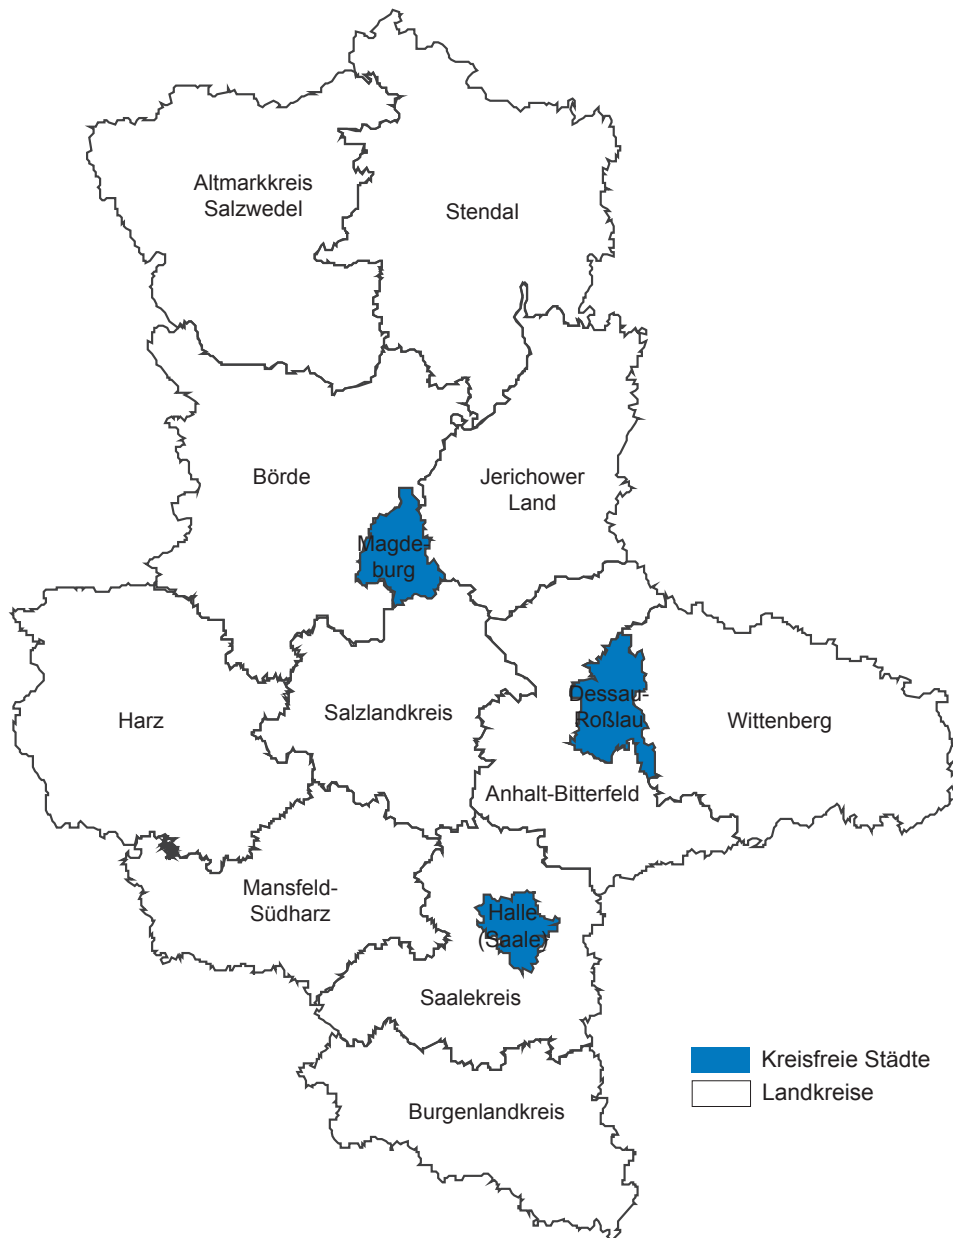 Altmarkkreis
Salzwedel
Stendal
Börde
Jerichower
Land
Magde-
burg
Harz
Salzlandkreis
Dessau-
Roßlau
Wittenberg
Anhalt-Bitterfeld
Mansfeld-
Südharz
Halle
(Saale)
Saalekreis
Burgenlandkreis
Kreisfreie Städte
Landkreise